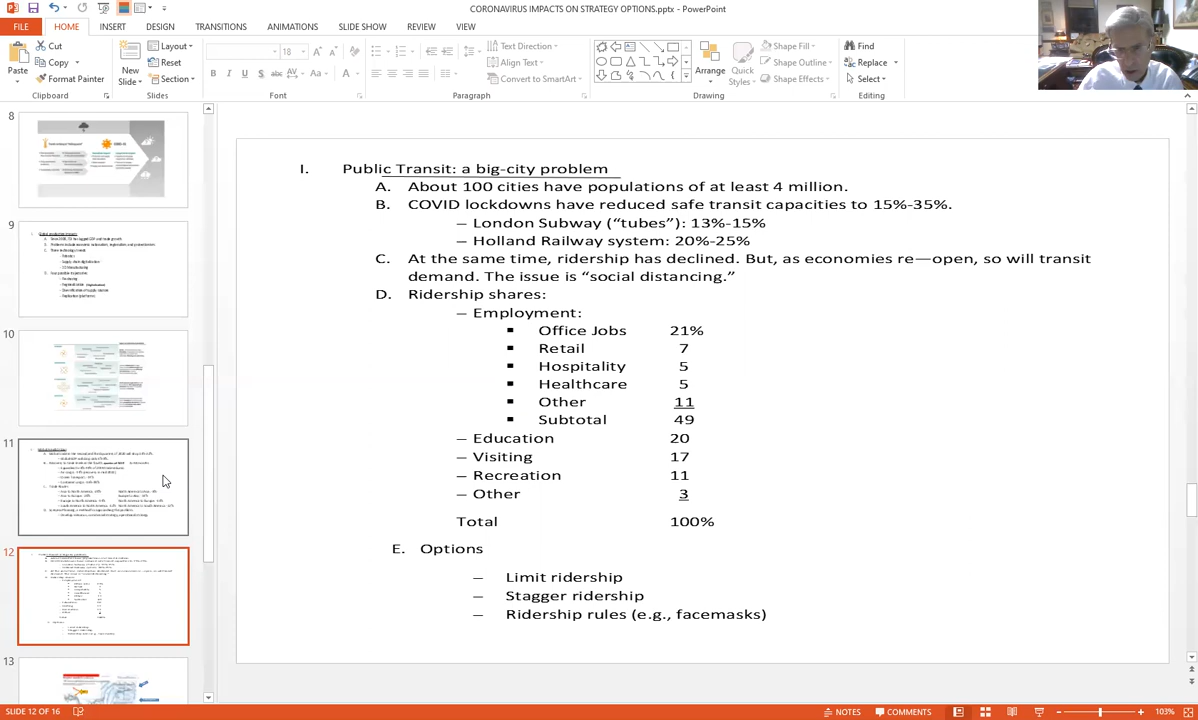 CORONAVIRUS IMPACTS ON STRATEGY OPTIONS.pptx - PowerPoint
FILE HOME INSERT DESIGN TRANSITIONS ANIMATIONS SLIDE SHOW REVIEW VIEW
Paste
Cut
Copy
Format Painter
Clipboard
New Slide
Layout
Reset
Section
Slides
18
Font
Text Direction
Align Text
Convert to SmartArt
Paragraph
Arrange
Quick Styles
Shape Fill
Shape Outline
Shape Effects
Drawing
Find
Replace
Select
Editing
8
9
10
11
12
13
I. Public Transit: a big-city problem
A. About 100 cities have populations of at least 4 million.
B. COVID lockdowns have reduced safe transit capacities to 15%-35%.
– London Subway (“tubes”): 13%-15%
– Holland Railway system: 20%-25%
C. At the same time, ridership has declined. But, as economies re—open, so will transit
demand. The issue is “social distancing.”
D. Ridership shares:
– Employment:
▪ Office Jobs 21%
▪ Retail 7
▪ Hospitality 5
▪ Healthcare 5
▪ Other 11
▪ Subtotal 49
– Education 20
– Visiting 17
– Recreation 11
– Other 3
Total 100%
E. Options
– Limit ridership
– Stagger ridership
– Ridership rules (e.g., facemasks)
SLIDE 12 OF 16
NOTES
COMMENTS
103%